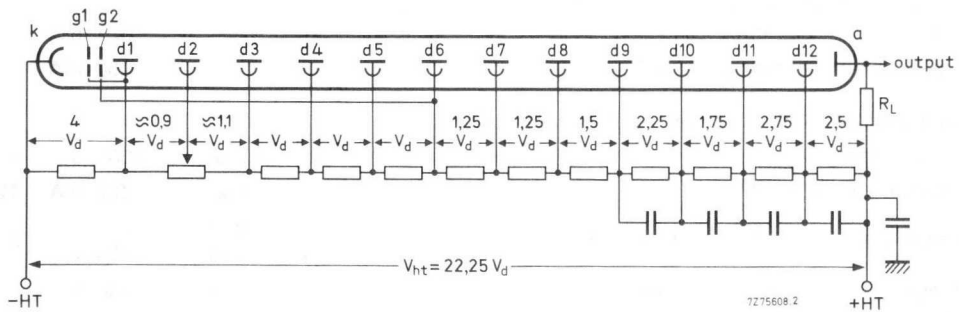 g1 g2
k d1 d2 d3 d4 d5 d6 d7 d8 d9 d10 d11 d12 a
output
R_L
4 ≈0,9 ≈1,1 1,25 1,25 1,5 2,25 1,75 2,75 2,5
V_d V_d V_d V_d V_d V_d V_d V_d V_d V_d V_d V_d V_d
V_ht = 22,25 V_d
-HT 7Z75608.2 +HT